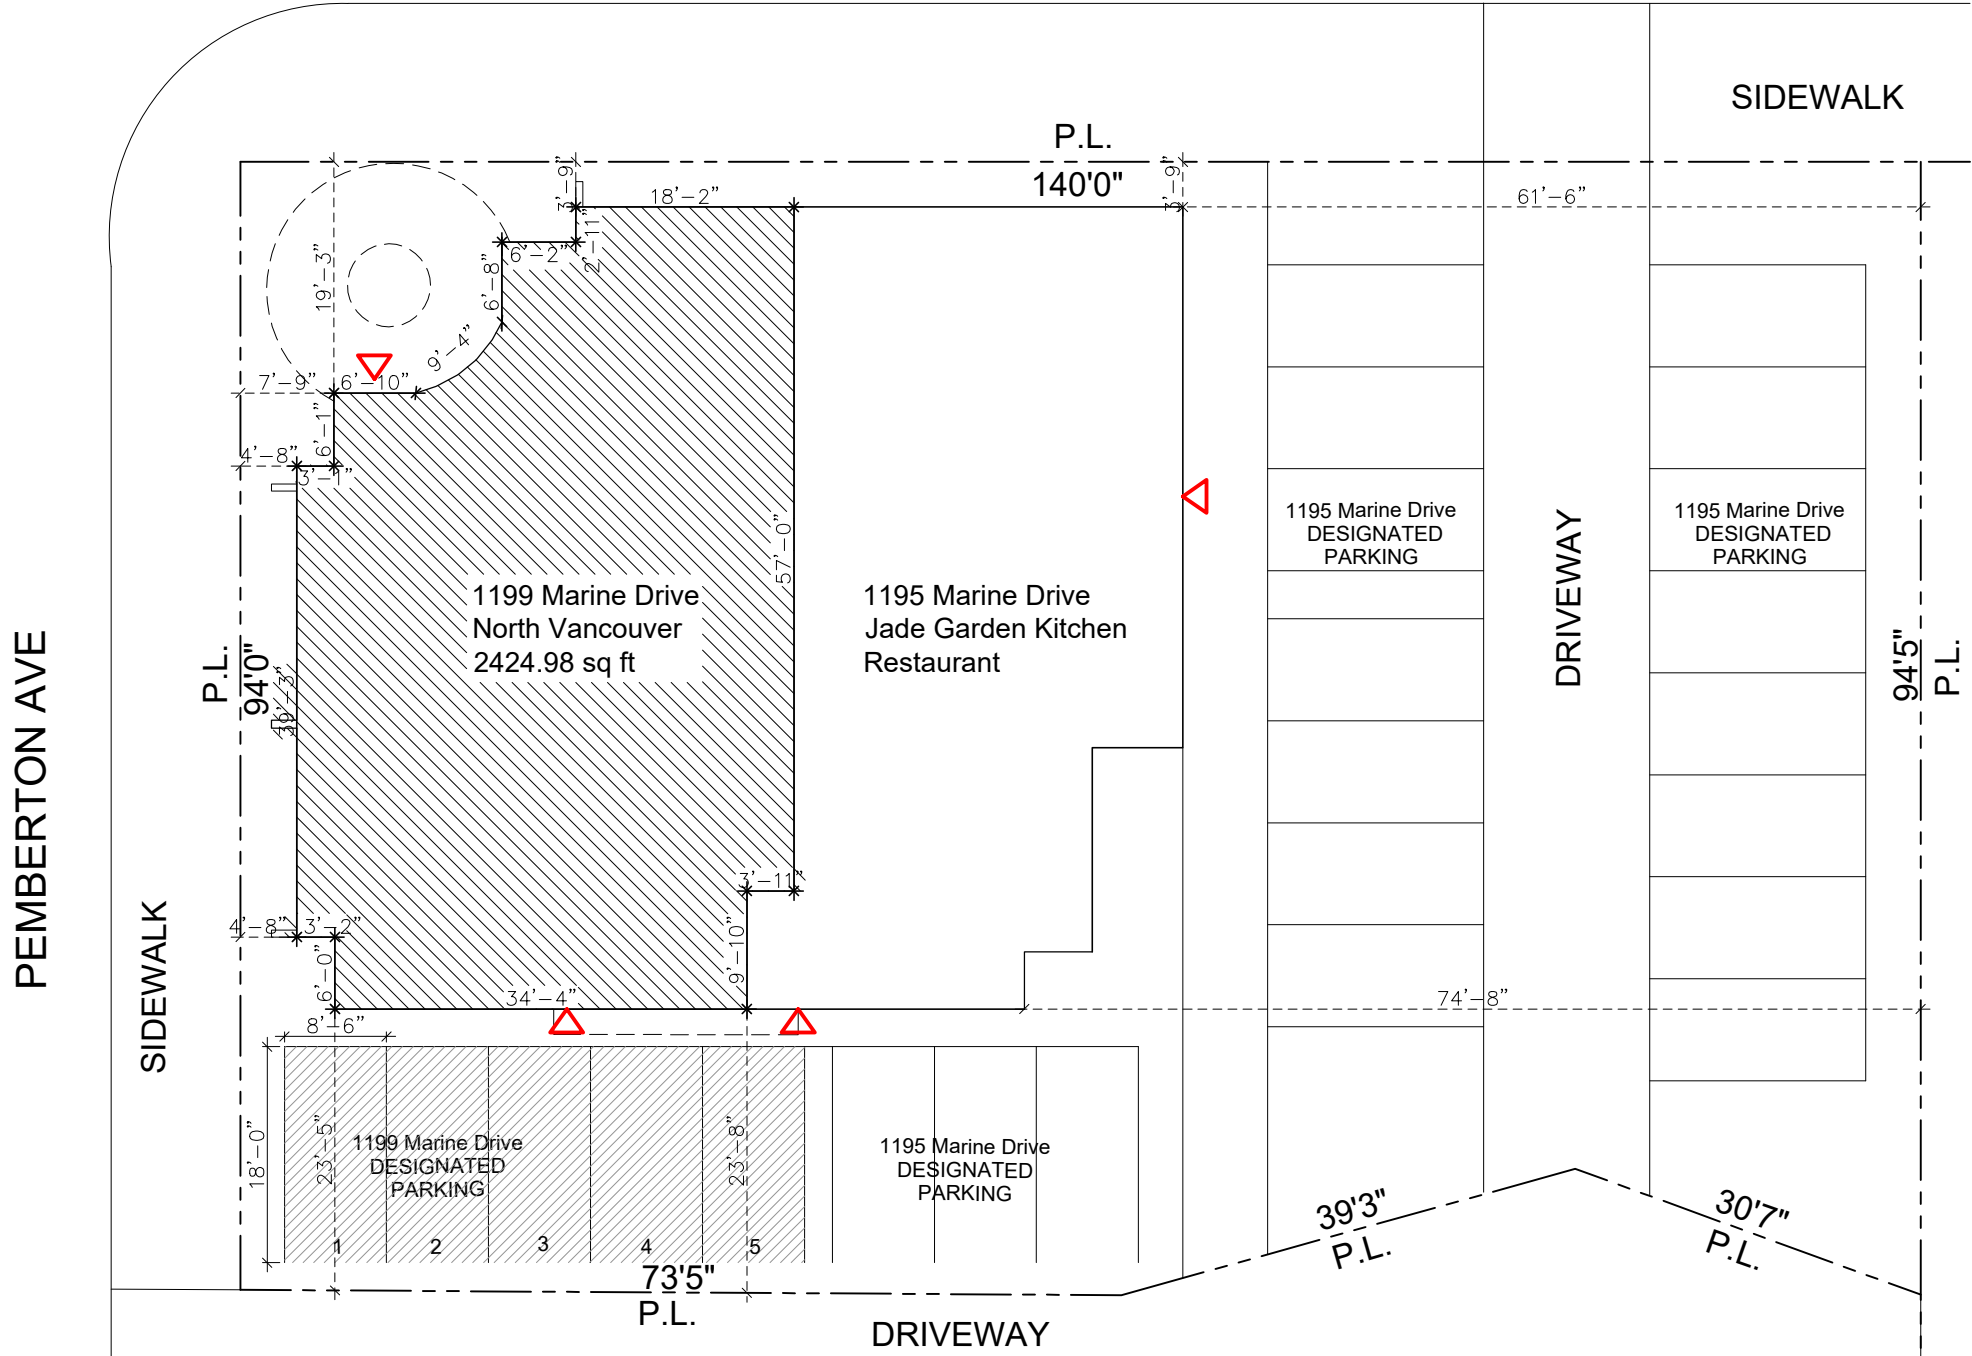 SIDEWALK
P.L.
140'0"
3'-9"
18'-2"
3'-9"
61'-6"
2'-11"
6'-2"
6'-8"
19'-3"
9'-4"
7'-9"
6'-10"
6'-1"
4'-8"
3'-1"
57'-0"
1195 Marine Drive
DESIGNATED
PARKING
DRIVEWAY
1195 Marine Drive
DESIGNATED
PARKING
1199 Marine Drive
North Vancouver
2424.98 sq ft
1195 Marine Drive
Jade Garden Kitchen
Restaurant
PEMBERTON AVE
P.L.
94'0"
39'-3"
94'5"
P.L.
SIDEWALK
3'-11"
4'-8"
3'-2"
9'-10"
6'-0"
34'-4"
74'-8"
8'-6"
18'-0"
23'-5"
1199 Marine Drive
DESIGNATED
PARKING
23'-8"
1195 Marine Drive
DESIGNATED
PARKING
1
2
3
4
5
39'3"
P.L.
30'7"
P.L.
73'5"
P.L.
DRIVEWAY